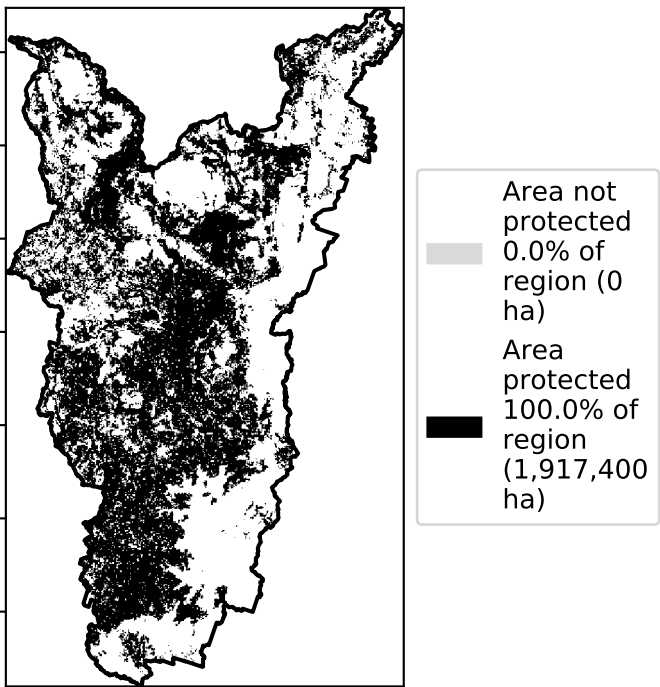 Area not
protected
0.0% of
region (0
ha)
Area
protected
100.0% of
region
(1,917,400
ha)